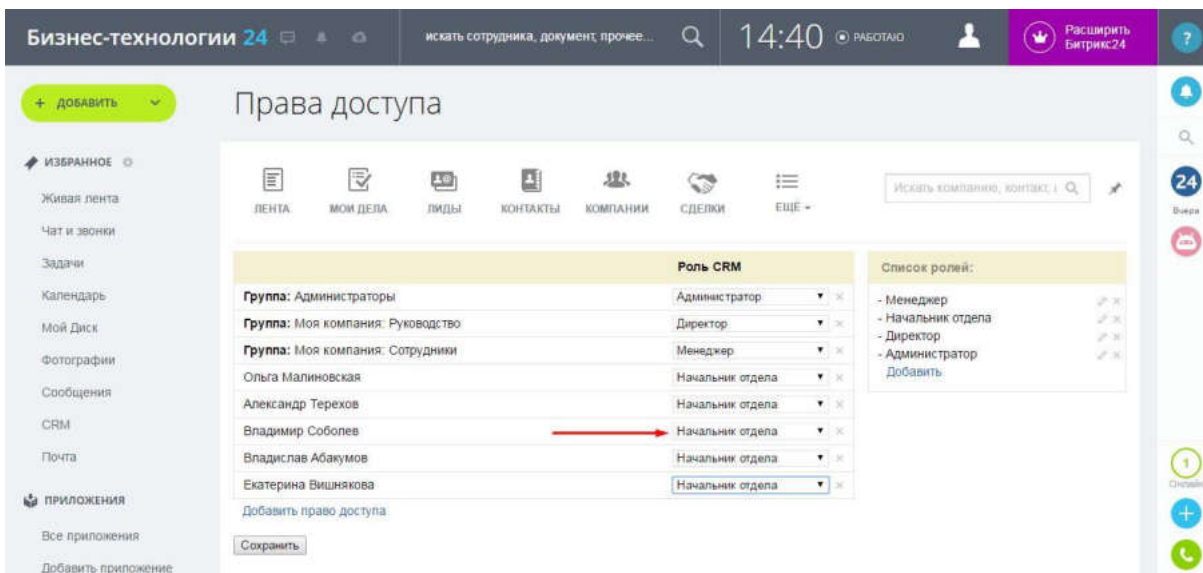 Бизнес-технологии 24
искать сотрудника, документ, прочее...
14:40 РАБОТАЮ
Расширить
Битрикс24
?
+ ДОБАВИТЬ
Права доступа
ИЗБРАННОЕ
Живая лента
Чат и звонки
Задачи
Календарь
Мой Диск
Фотографии
Сообщения
CRM
Почта
ПРИЛОЖЕНИЯ
Все приложения
Добавить приложение
ЛЕНТА МОИ ДЕЛА ЛИДЫ КОНТАКТЫ КОМПАНИИ СДЕЛКИ ЕЩЁ
Искать компанию, контакт, i
Роль CRM
Группа: Администраторы Администратор
Группа: Моя компания: Руководство Директор
Группа: Моя компания: Сотрудники Менеджер
Ольга Малиновская Начальник отдела
Александр Терехов Начальник отдела
Владимир Соболев Начальник отдела
Владислав Абакумов Начальник отдела
Екатерина Вишнякова Начальник отдела
Добавить право доступа
Сохранить
Список ролей:
- Менеджер
- Начальник отдела
- Директор
- Администратор
Добавить
24
Вчера
1
Онлайн